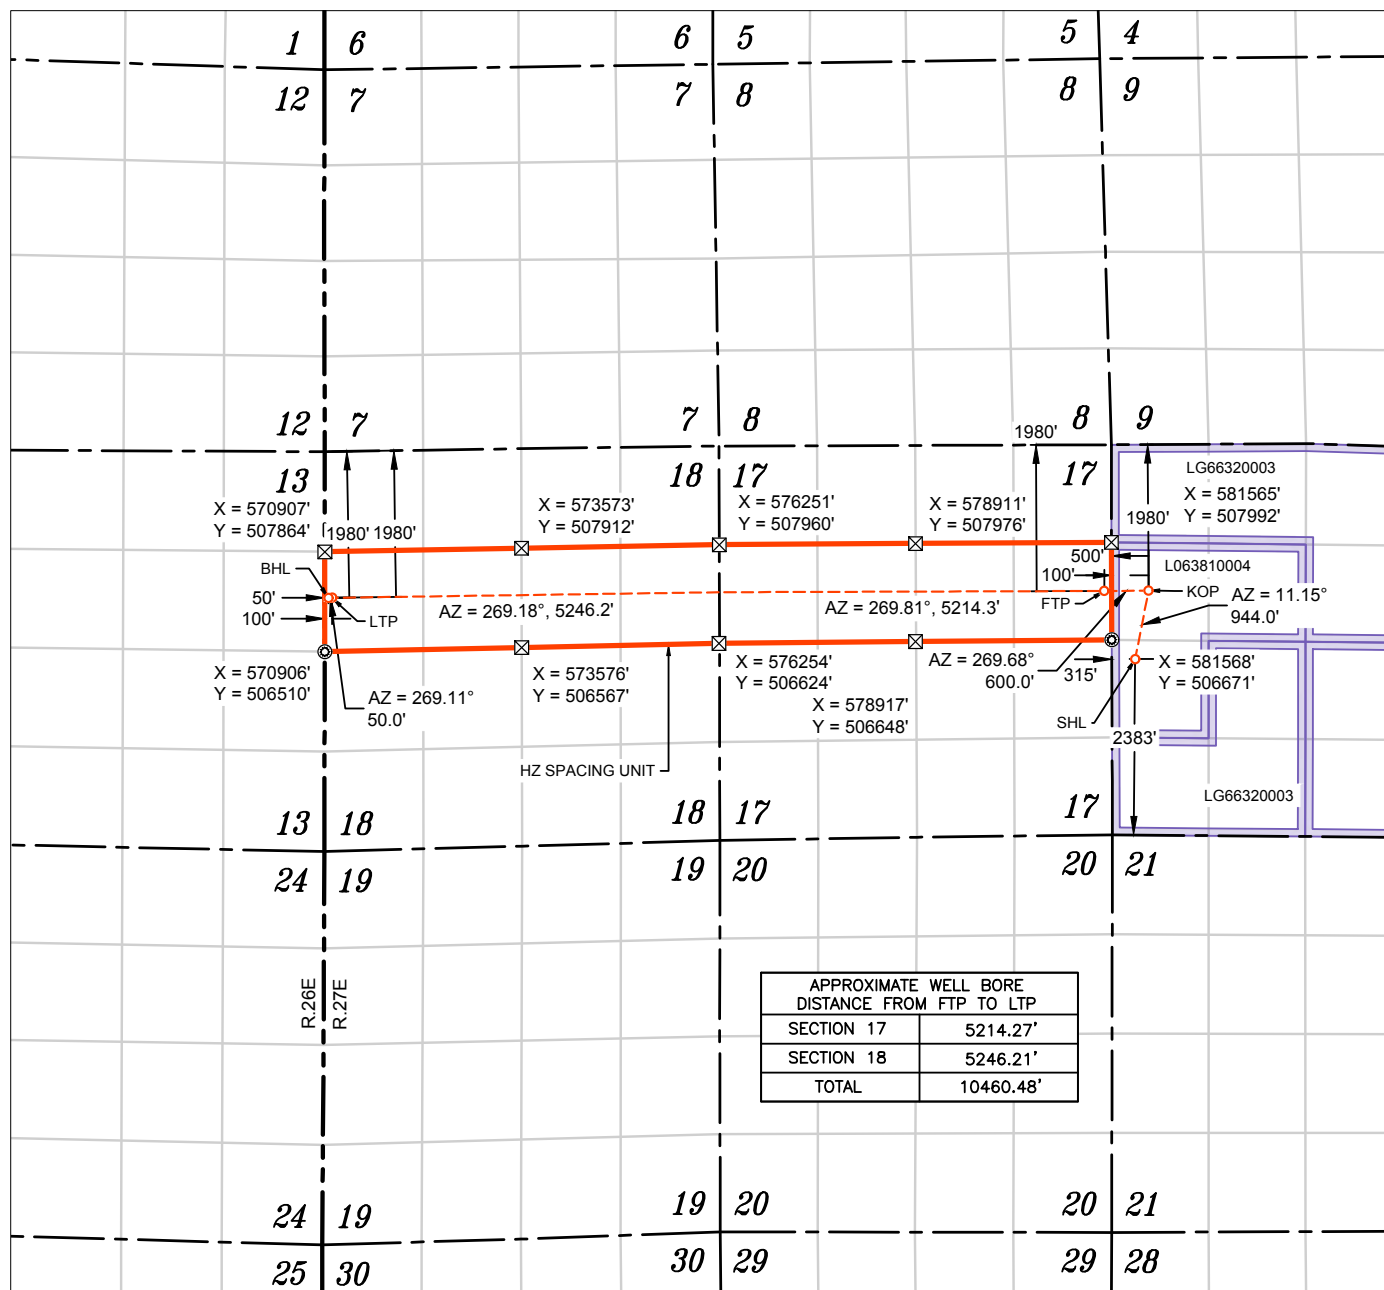 1 6
6 5
5 4
12 7
7 8
8 9
12 7
7 8
8 9
1980'
13
18 17
17
LG66320003
X = 570907'
Y = 507864'
X = 573573'
Y = 507912'
X = 576251'
Y = 507960'
X = 578911'
Y = 507976'
X = 581565'
Y = 507992'
1980' 1980'
1980'
BHL
500'
L063810004
100'
50'
100'
LTP
AZ = 269.18°, 5246.2'
AZ = 269.81°, 5214.3'
FTP
KOP
AZ = 11.15°
944.0'
X = 570906'
Y = 506510'
AZ = 269.11°
50.0'
X = 573576'
Y = 506567'
X = 576254'
Y = 506624'
X = 578917'
Y = 506648'
AZ = 269.68°
600.0'
315'
X = 581568'
Y = 506671'
SHL
2383'
HZ SPACING UNIT
LG66320003
13 18
18 17
17
24 19
19 20
20 21
R.26E
R.27E
APPROXIMATE WELL BORE
DISTANCE FROM FTP TO LTP
SECTION 17 5214.27'
SECTION 18 5246.21'
TOTAL 10460.48'
24 19
19 20
20 21
25 30
30 29
29 28